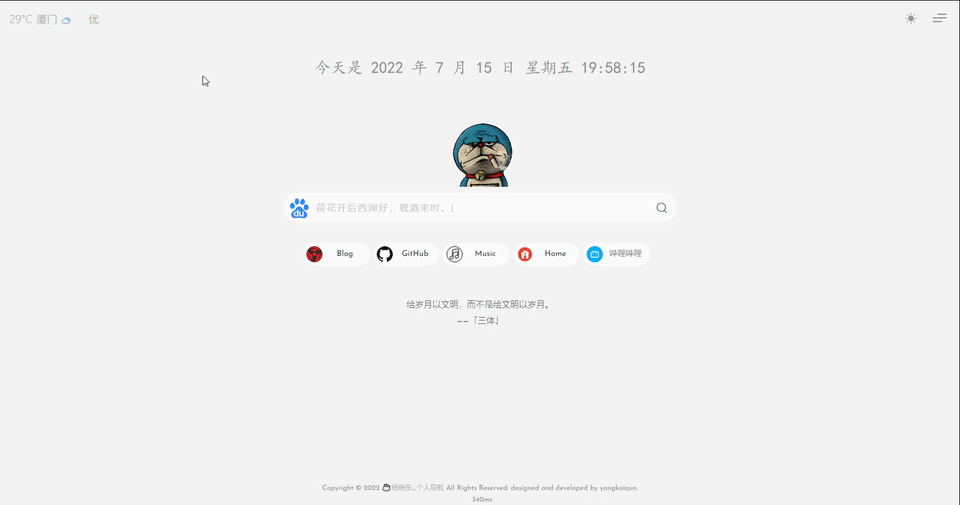 29°C 厦门 优
今天是 2022 年 7 月 15 日 星期五 19:58:15
du 荷花开后西湖好，载酒来时。|
Blog GitHub Music Home 哔哩哔哩
给岁月以文明，而不是给文明以岁月。
--「三体」
Copyright © 2022 杨晓东_个人导航 All Rights Reserved. designed and developed by yangkaiqun.
340ms